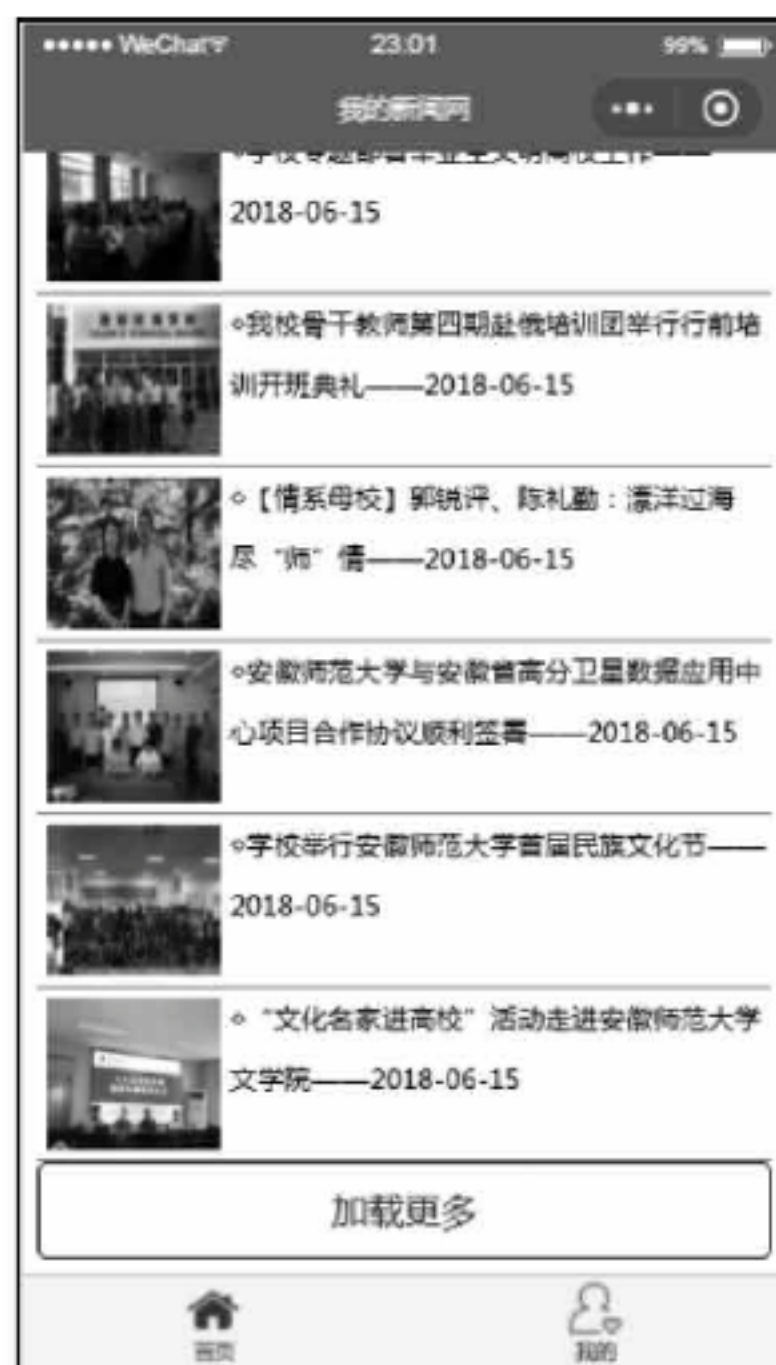 WeChat 23:01 99%
我的新闻网
2018-06-15
◇我校骨干教师第四期赴俄培训团举行行前培
训开班典礼——2018-06-15
◇【情系母校】郭锐评、陈礼勤：漂洋过海
尽“师”情——2018-06-15
◇安徽师范大学与安徽省高分卫星数据应用中
心项目合作协议顺利签署——2018-06-15
◇学校举行安徽师范大学首届民族文化节——
2018-06-15
◇“文化名家进高校”活动走进安徽师范大学
文学院——2018-06-15
加载更多
首页
我的